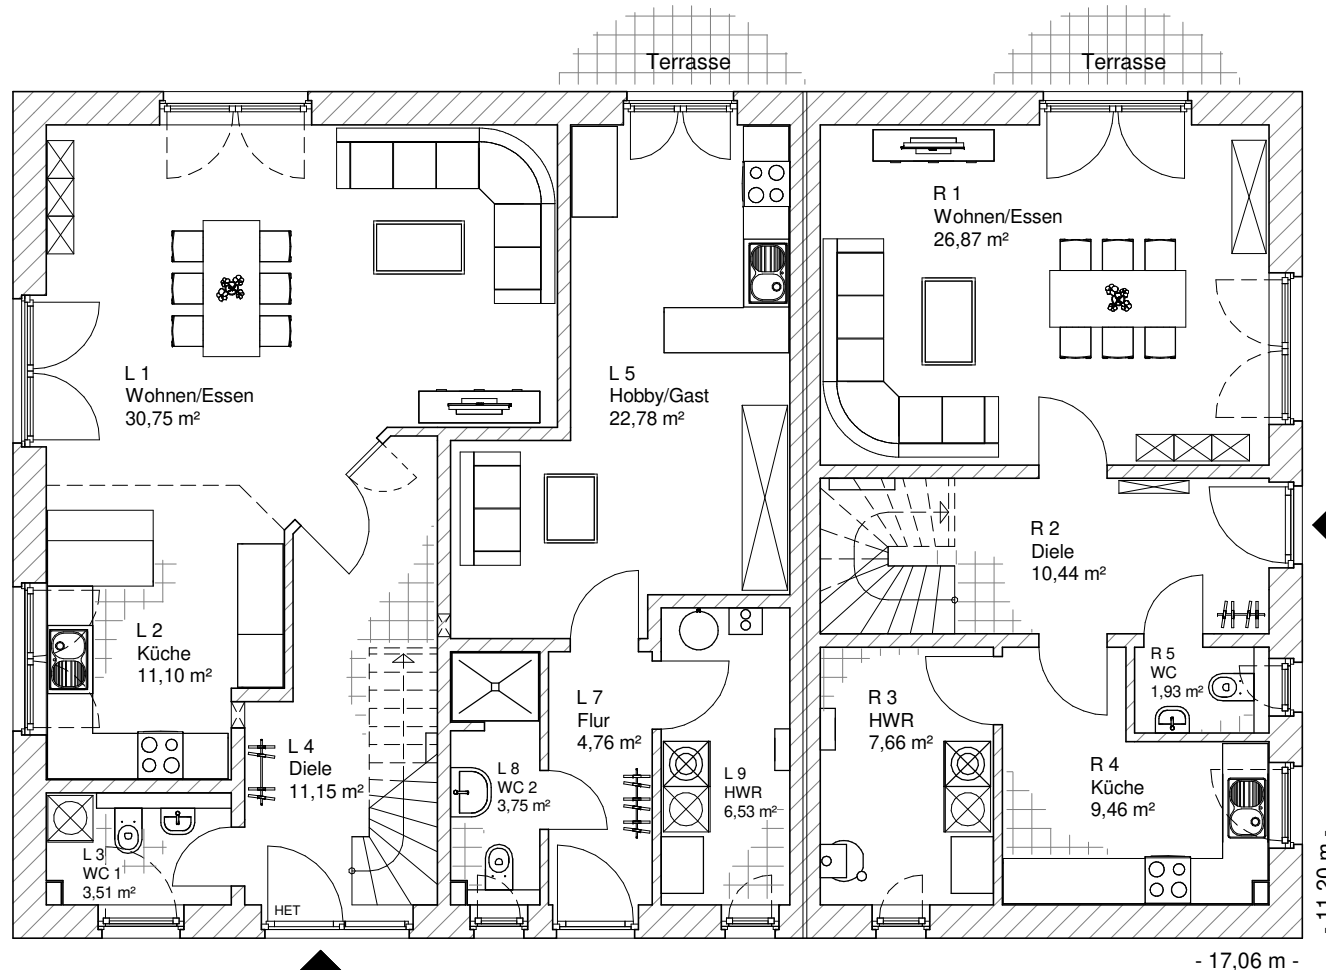 Terrasse
Terrasse
R 1
Wohnen/Essen
26,87 m²
L 1
Wohnen/Essen
30,75 m²
L 5
Hobby/Gast
22,78 m²
R 2
Diele
10,44 m²
L 2
Küche
11,10 m²
R 5
WC
1,93 m²
L 7
Flur
4,76 m²
R 3
HWR
7,66 m²
L 4
Diele
11,15 m²
L 8
WC 2
3,75 m²
L 9
HWR
6,53 m²
R 4
Küche
9,46 m²
L 3
WC 1
3,51 m²
HET
- 11,20 m -
- 17,06 m -